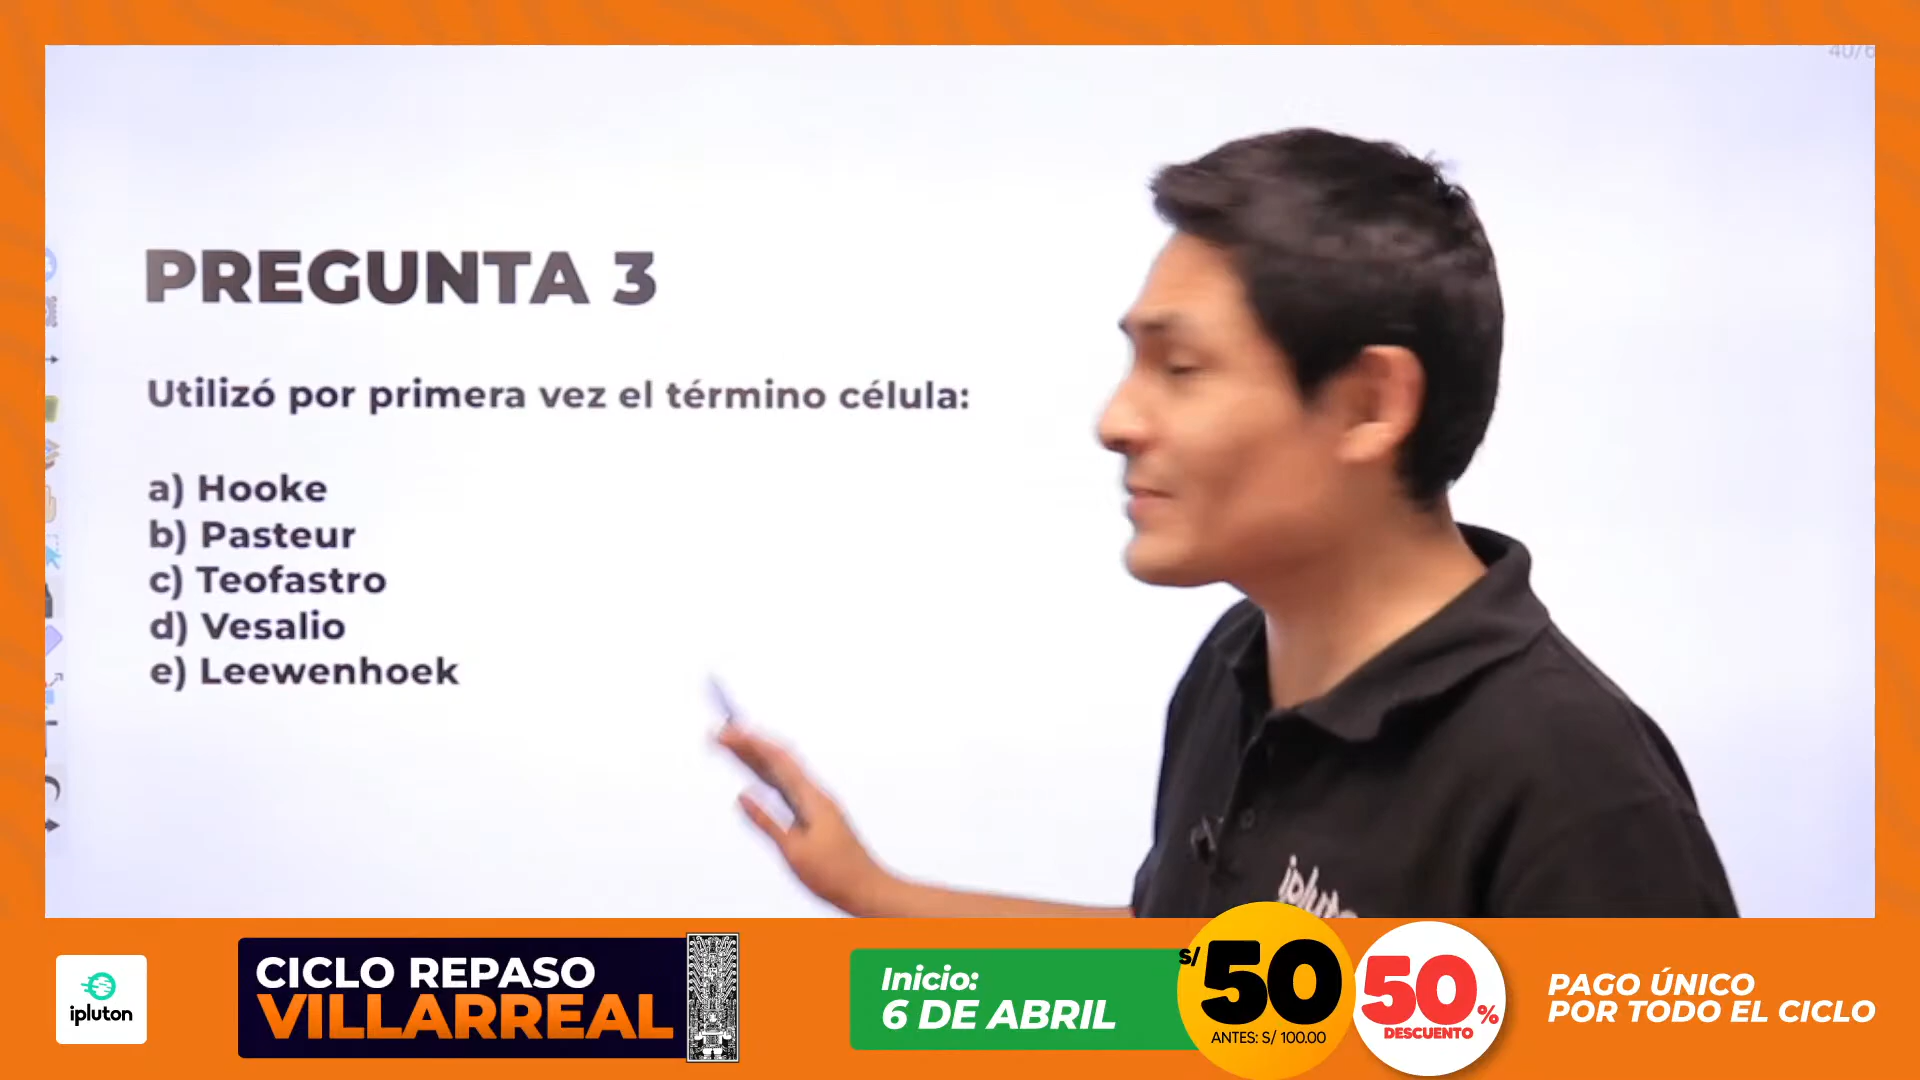 PREGUNTA 3
Utilizó por primera vez el término célula:
a) Hooke
b) Pasteur
c) Teofastro
d) Vesalio
e) Leewenhoek
ipluton
CICLO REPASO
VILLARREAL
Inicio:
6 DE ABRIL
S/ 50
ANTES: S/ 100.00
50%
DESCUENTO
PAGO ÚNICO
POR TODO EL CICLO